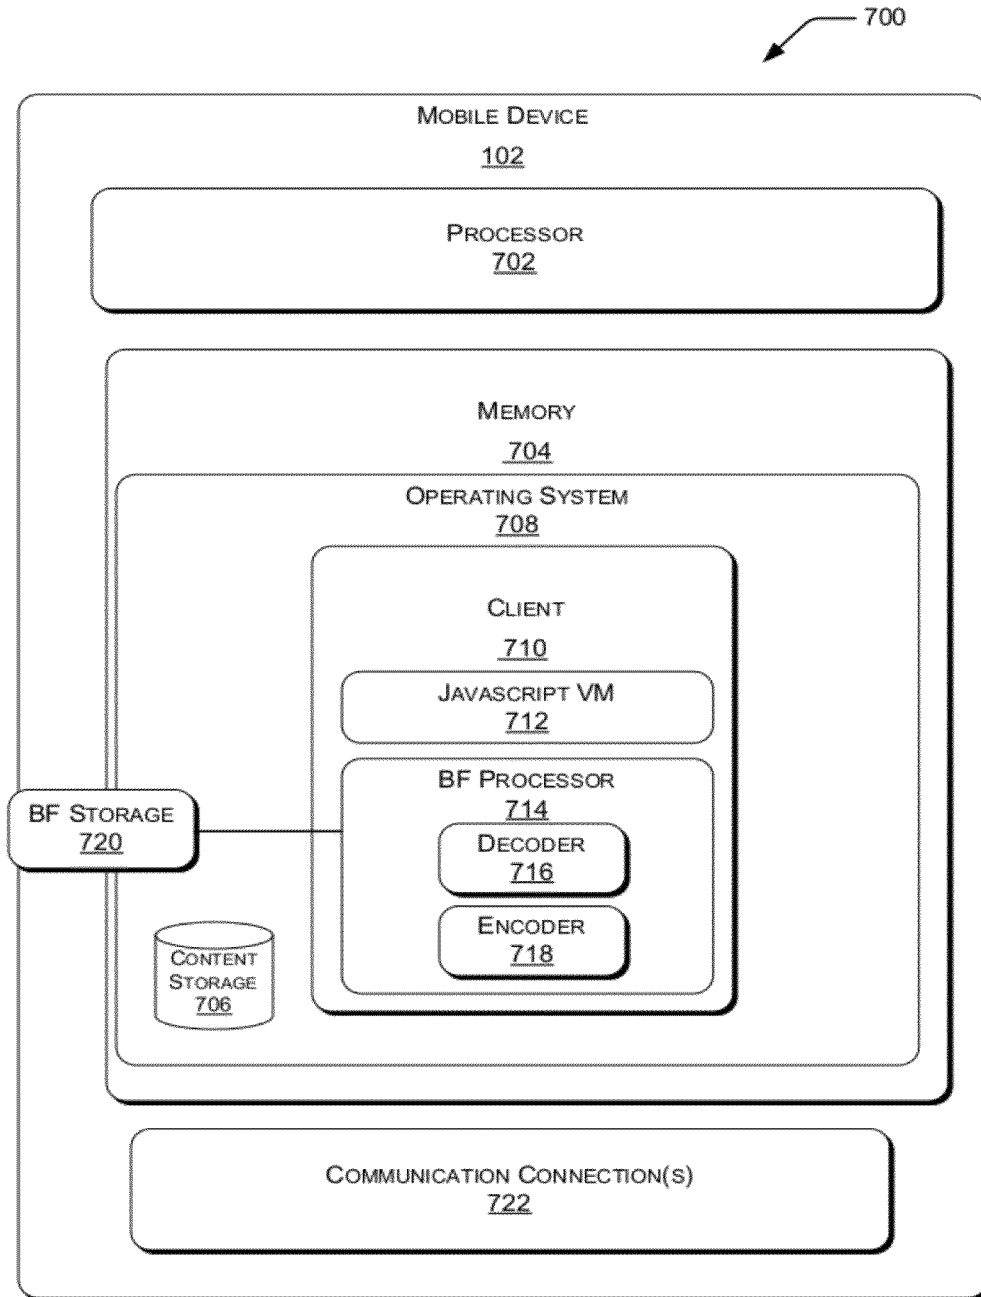 700
MOBILE DEVICE
102
PROCESSOR
702
MEMORY
704
OPERATING SYSTEM
708
CLIENT
710
JAVASCRIPT VM
712
BF PROCESSOR
714
DECODER
716
ENCODER
718
BF STORAGE
720
CONTENT
STORAGE
706
COMMUNICATION CONNECTION(S)
722